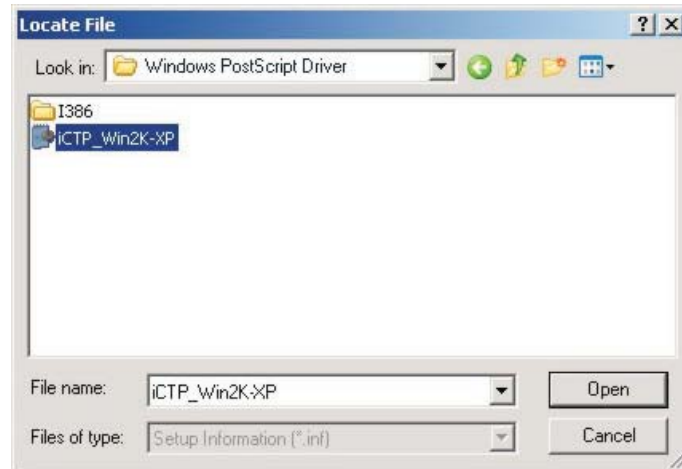 Locate File
Look in: Windows PostScript Driver
I386
iCTP_Win2K-XP
File name: iCTP_Win2K-XP Open
Files of type: Setup Information (*.inf) Cancel